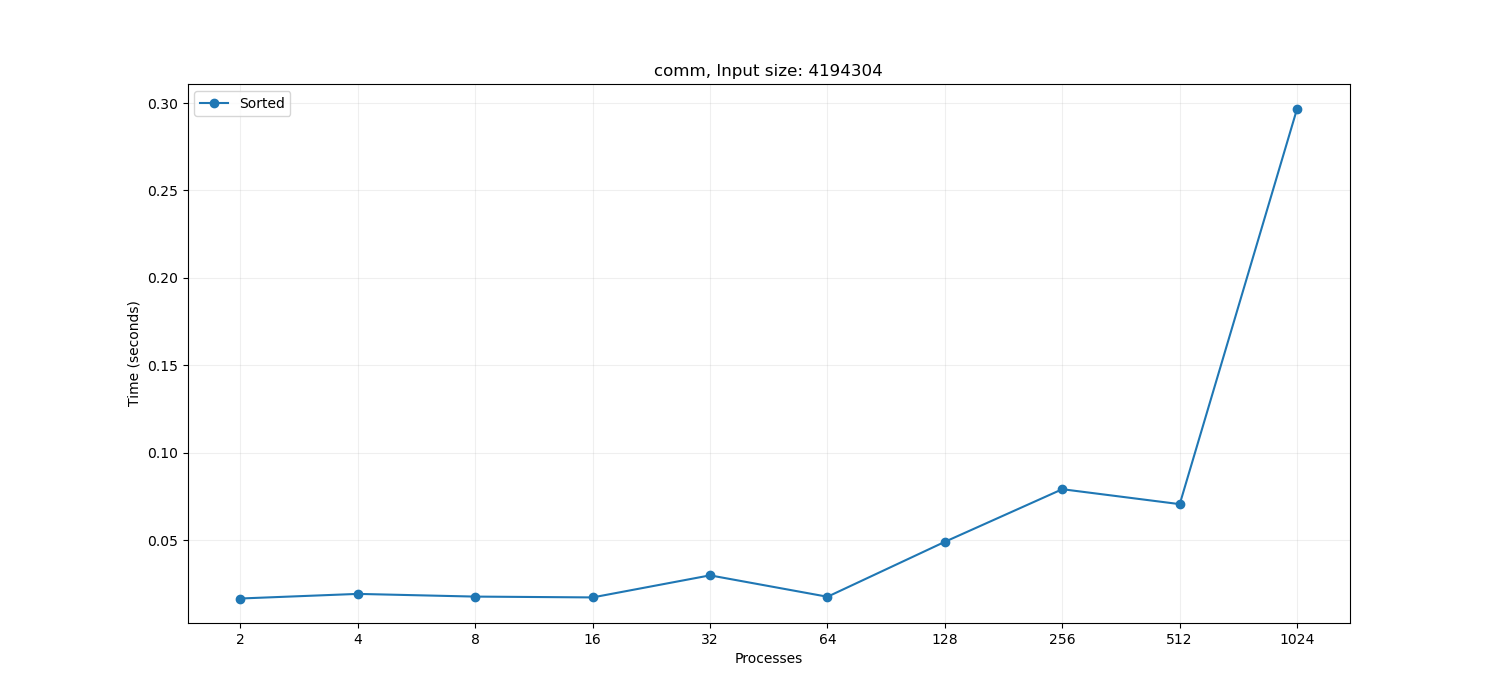 comm, Input size: 4194304
Sorted
0.30
0.25
0.20
0.15
0.10
0.05
Time (seconds)
2 4 8 16 32 64 128 256 512 1024
Processes